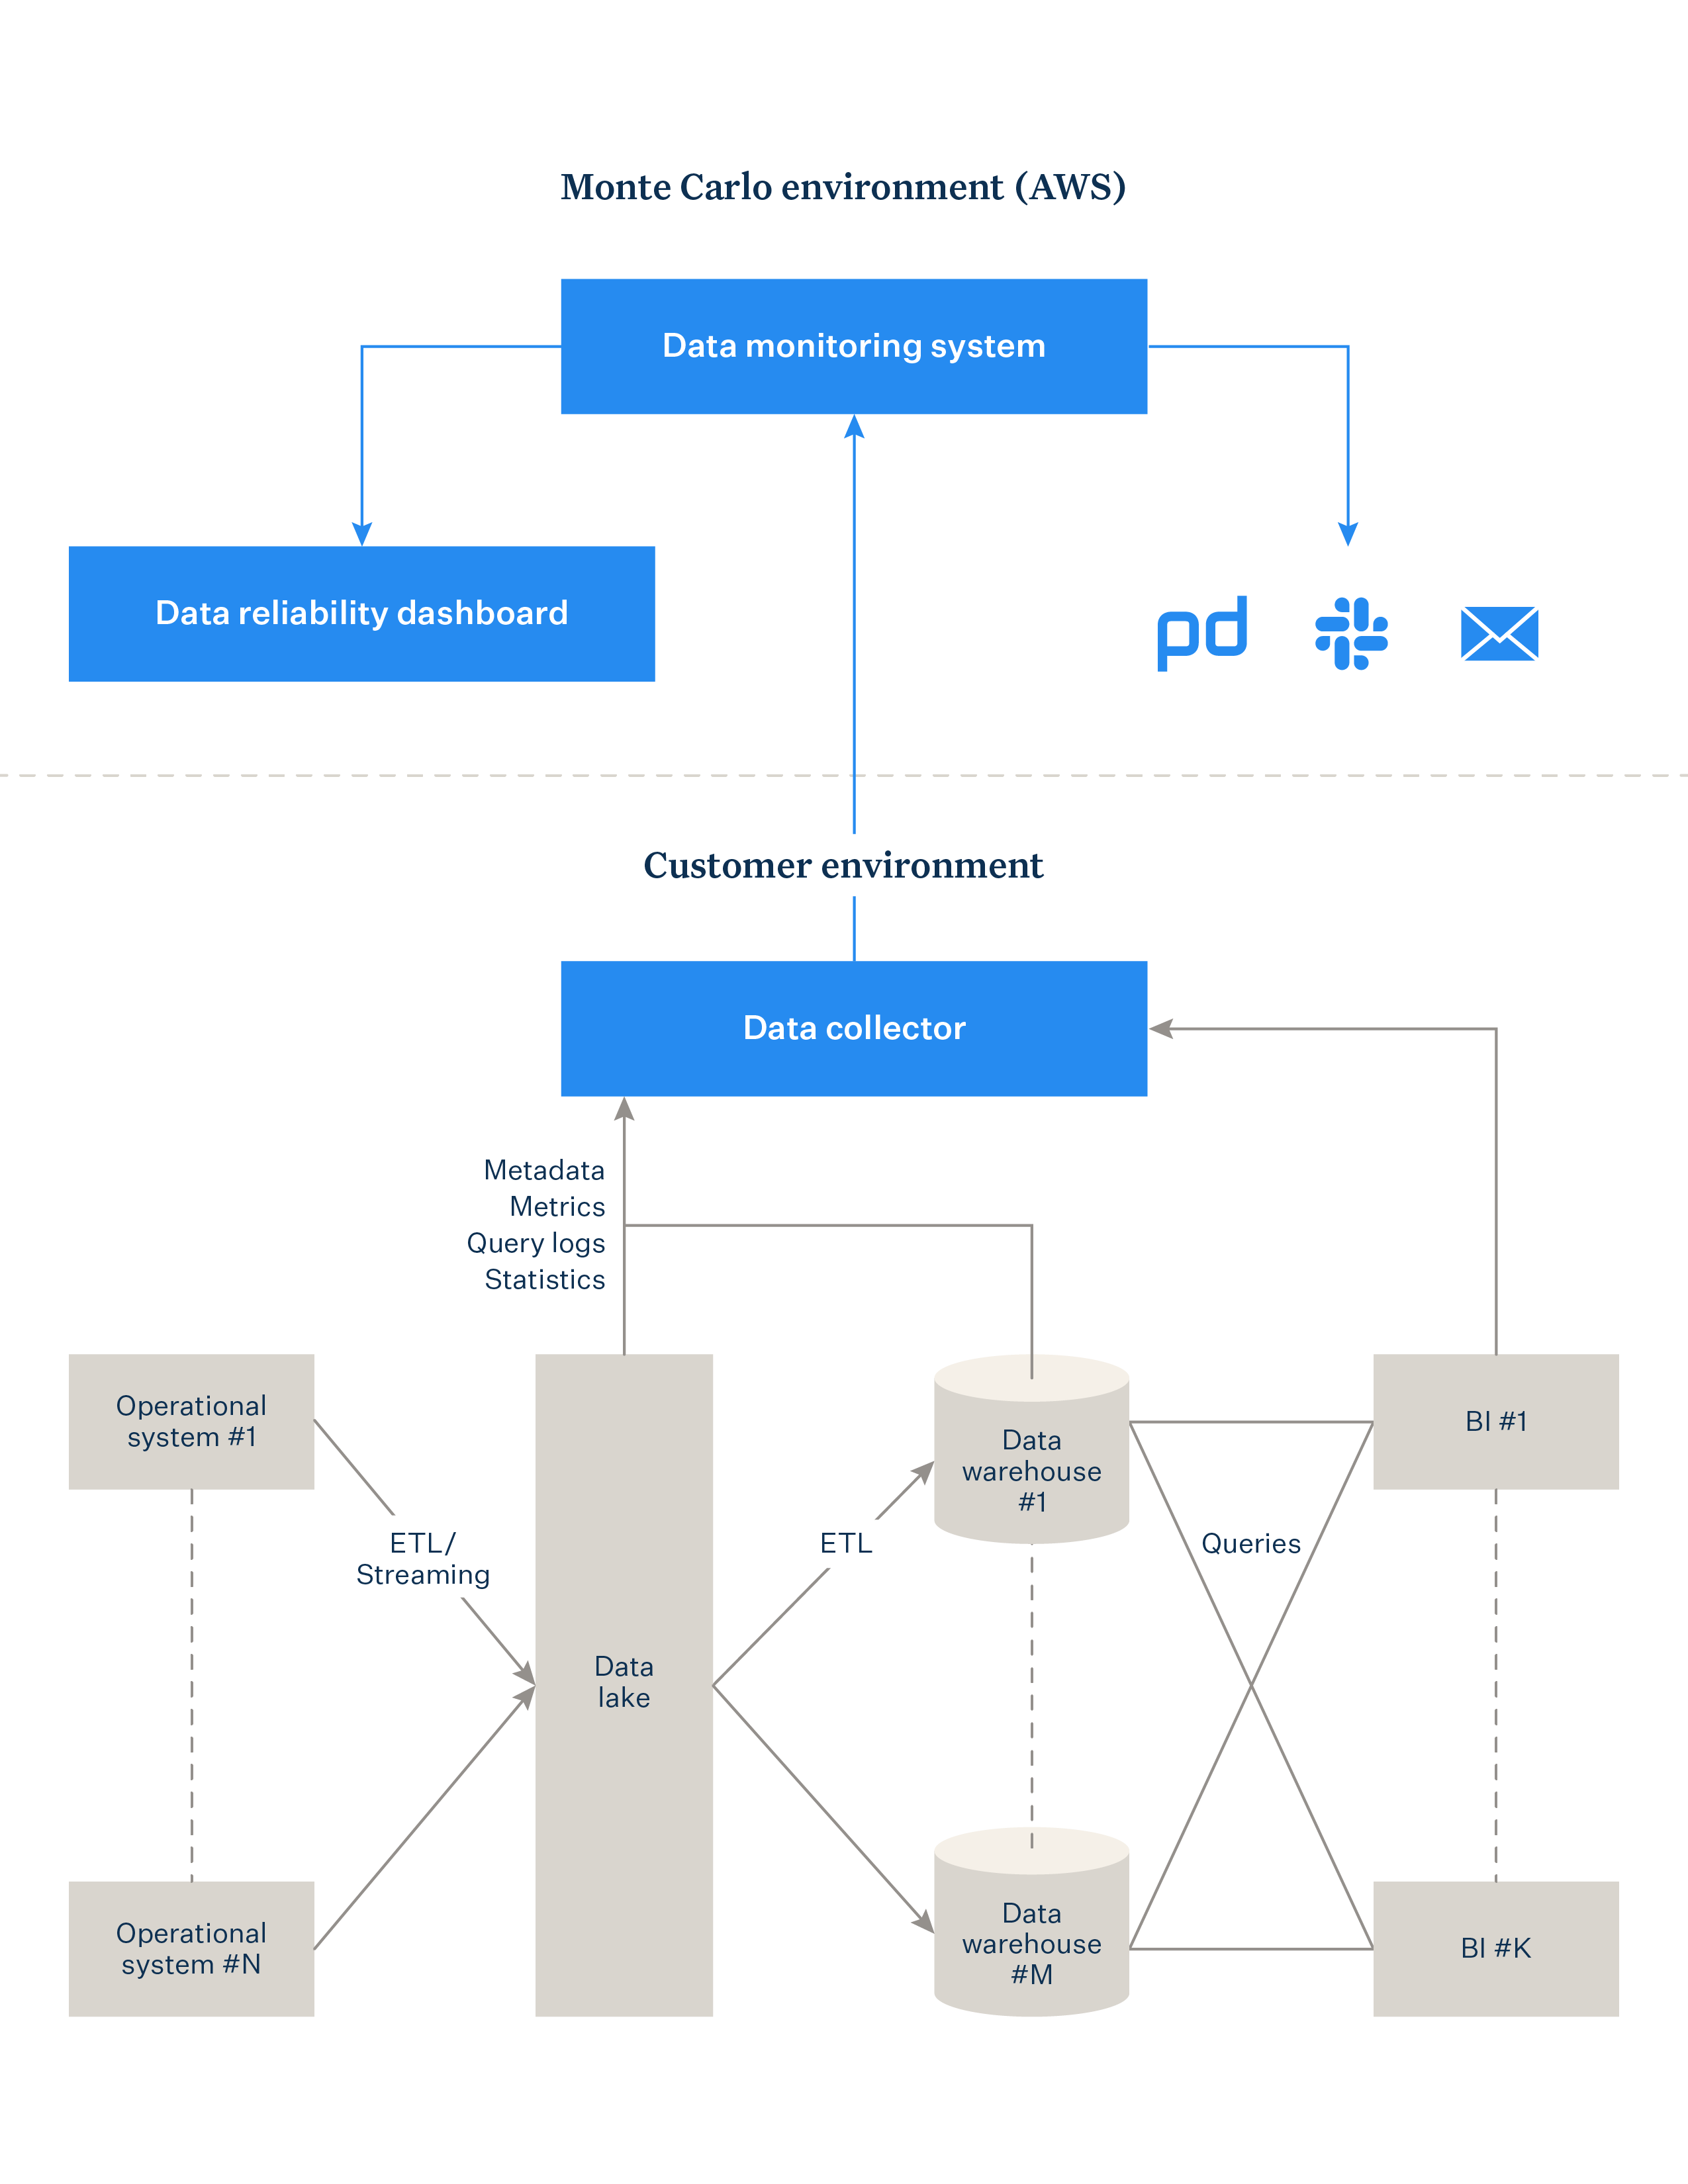 Monte Carlo environment (AWS)
Data monitoring system
Data reliability dashboard
pd
Customer environment
Data collector
Metadata
Metrics
Query logs
Statistics
Operational
system #1
ETL/
Streaming
Data
lake
ETL
Data
warehouse
#1
Queries
BI #1
Operational
system #N
Data
warehouse
#M
BI #K